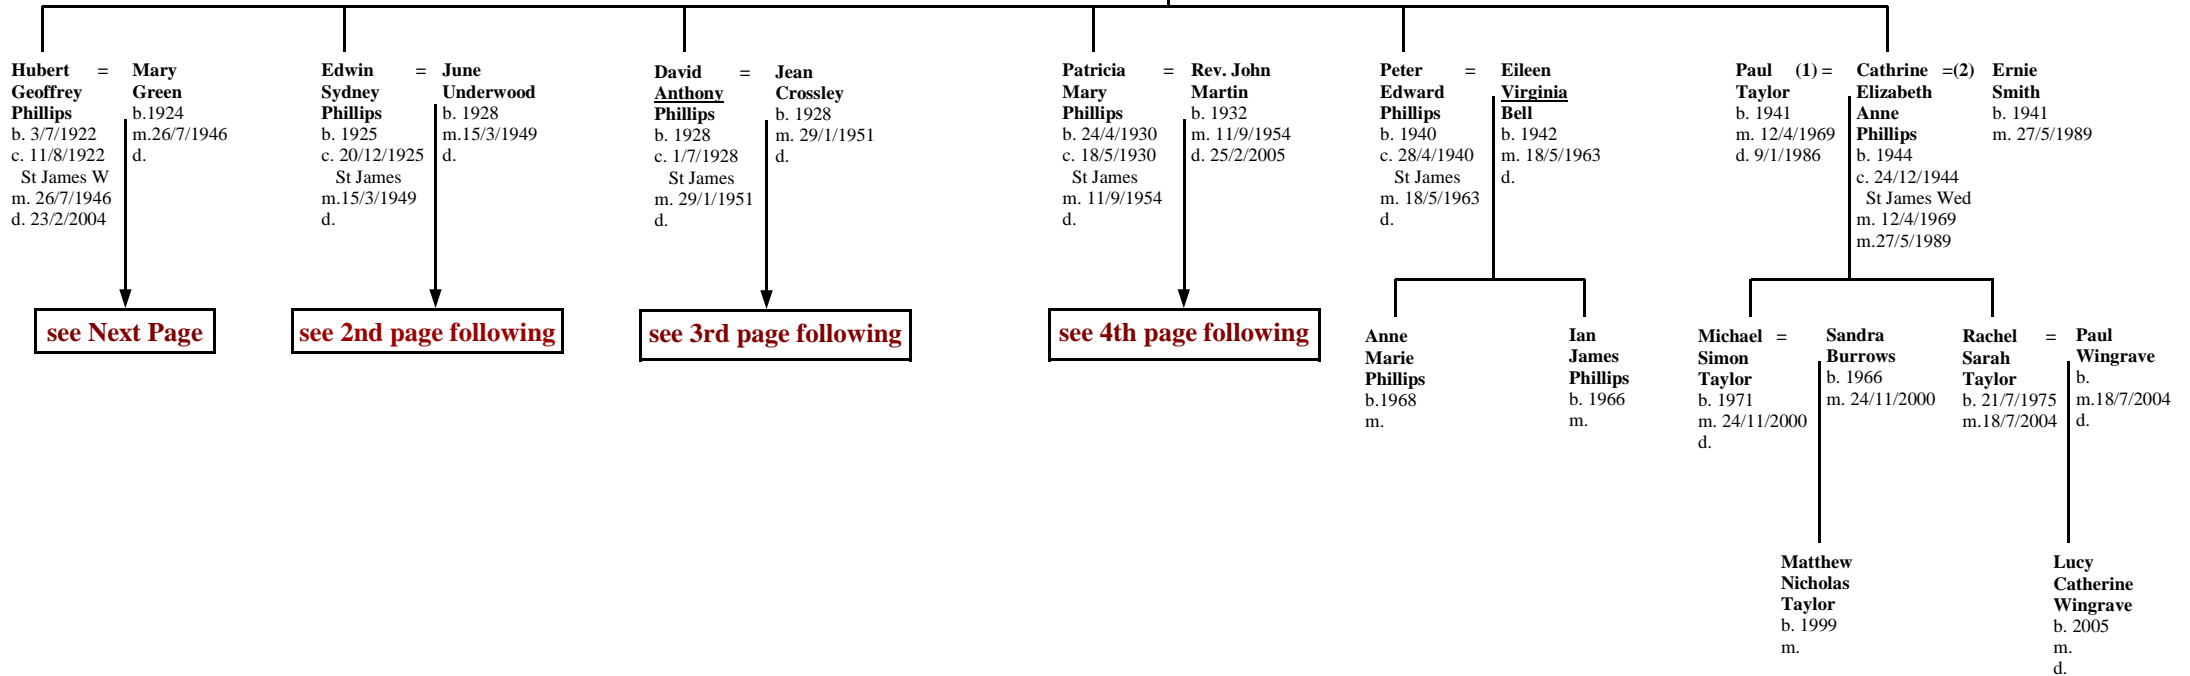 Hubert =
Geoffrey
Phillips
b. 3/7/1922
c. 11/8/1922
St James W
m. 26/7/1946
d. 23/2/2004
Mary
Green
b.1924
m.26/7/1946
d.
see Next Page
Edwin =
Sydney
Phillips
b. 1925
c. 20/12/1925
St James
m.15/3/1949
d.
June
Underwood
b. 1928
m.15/3/1949
d.
see 2nd page following
David =
Anthony
Phillips
b. 1928
c. 1/7/1928
St James
m. 29/1/1951
d.
Jean
Crossley
b. 1928
m. 29/1/1951
d.
see 3rd page following
Patricia =
Mary
Phillips
b. 24/4/1930
c. 18/5/1930
St James
m. 11/9/1954
d.
Rev. John
Martin
b. 1932
m. 11/9/1954
d. 25/2/2005
see 4th page following
Peter =
Edward
Phillips
b. 1940
c. 28/4/1940
St James
m. 18/5/1963
d.
Eileen
Virginia
Bell
b. 1942
m. 18/5/1963
d.
Paul (1) =
Taylor
b. 1941
m. 12/4/1969
d. 9/1/1986
Cathrine =(2)
Elizabeth
Anne
Phillips
b. 1944
c. 24/12/1944
St James Wed
m. 12/4/1969
m.27/5/1989
Ernie
Smith
b. 1941
m. 27/5/1989
Anne
Marie
Phillips
b.1968
m.
Ian
James
Phillips
b. 1966
m.
Michael =
Simon
Taylor
b. 1971
m. 24/11/2000
d.
Sandra
Burrows
b. 1966
m. 24/11/2000
Rachel =
Sarah
Taylor
b. 21/7/1975
m.18/7/2004
Paul
Wingrave
b.
m.18/7/2004
d.
Matthew
Nicholas
Taylor
b. 1999
m.
Lucy
Catherine
Wingrave
b. 2005
m.
d.